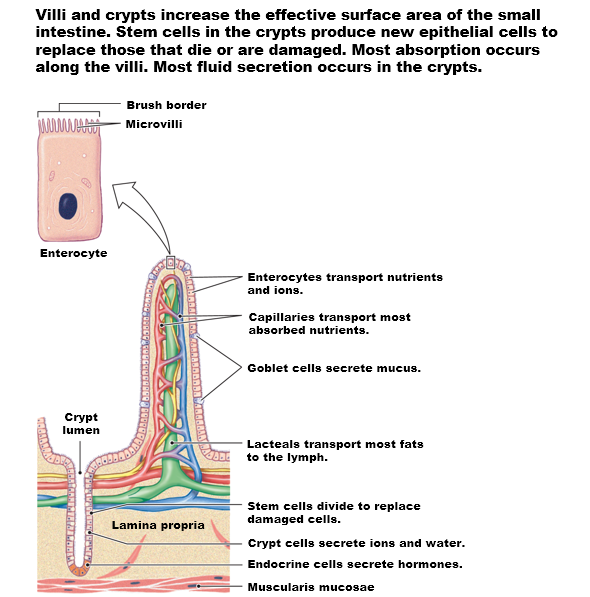 Villi and crypts increase the effective surface area of the small
intestine. Stem cells in the crypts produce new epithelial cells to
replace those that die or are damaged. Most absorption occurs
along the villi. Most fluid secretion occurs in the crypts.
Brush border
Microvilli
Enterocyte
Enterocytes transport nutrients
and ions.
Capillaries transport most
absorbed nutrients.
Goblet cells secrete mucus.
Crypt
lumen
Lacteals transport most fats
to the lymph.
Stem cells divide to replace
damaged cells.
Lamina propria
Crypt cells secrete ions and water.
Endocrine cells secrete hormones.
Muscularis mucosae